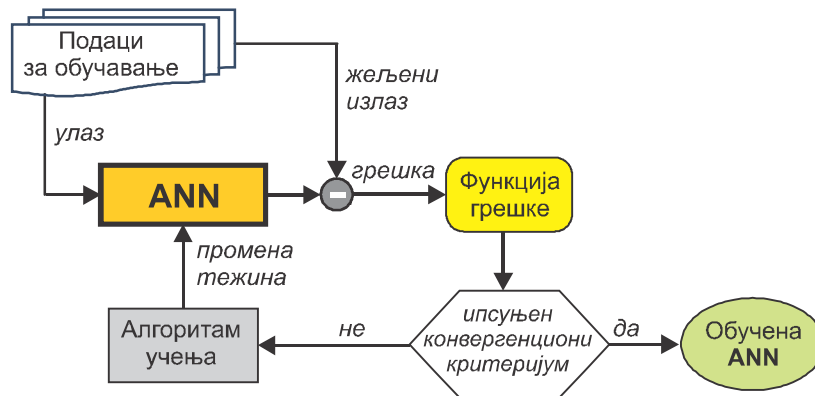 Подаци
за обучавање
жељени
излаз
улаз
ANN
грешка
Функција
грешке
промена
тежина
Алгоритам
учења
не
ипсуњен
конвергенциони
критеријум
да
Обучена
ANN